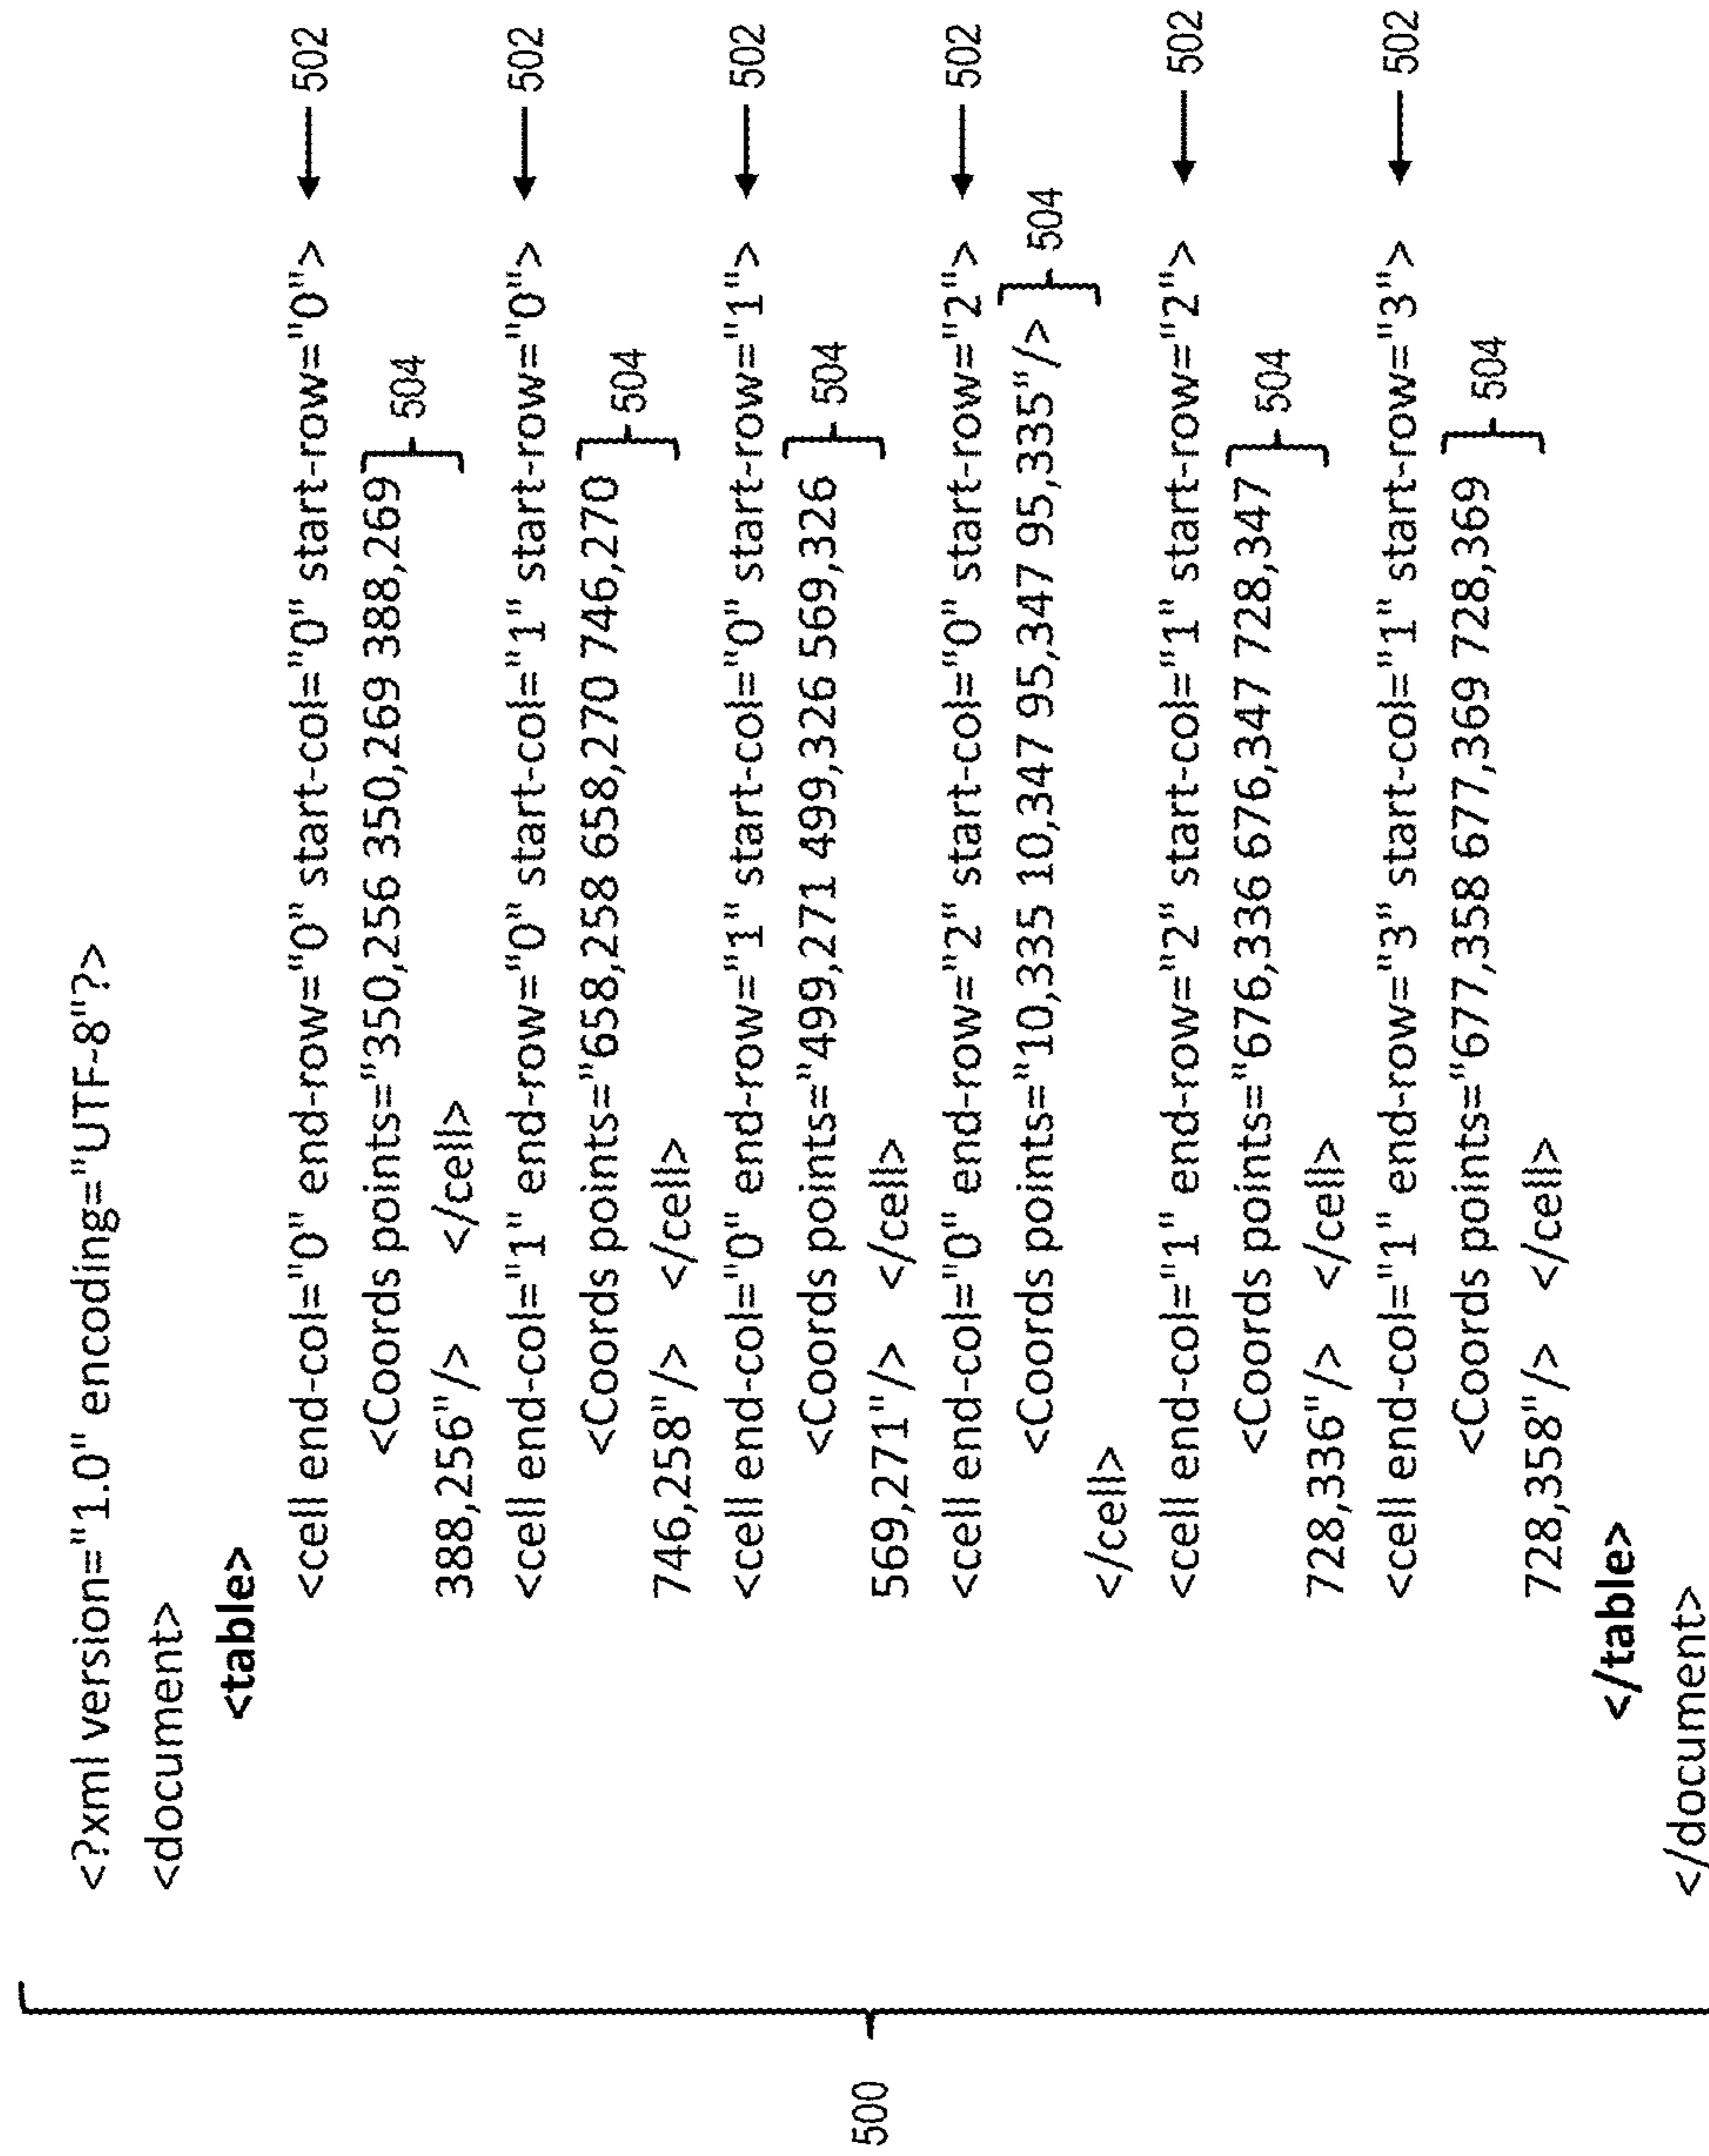 <?xml version="1.0" encoding="UTF-8"?>
<document>
<table>
<cell end-col="0" end-row="0" start-col="0" start-row="0"> 502
<Coords points="350,256 350,269 388,269 504
388,256"/> </cell>
<cell end-col="1" end-row="0" start-col="1" start-row="0"> 502
<Coords points="658,258 658,270 746,270 504
746,258"/> </cell>
<cell end-col="0" end-row="1" start-col="0" start-row="1"> 502
<Coords points="499,271 499,326 569,326 504
569,271"/> </cell>
<cell end-col="0" end-row="2" start-col="0" start-row="2"> 502
<Coords points="10,335 10,347 95,347 95,335"/> 504
</cell>
<cell end-col="1" end-row="2" start-col="1" start-row="2"> 502
<Coords points="676,336 676,347 728,347 504
728,336"/> </cell>
<cell end-col="1" end-row="3" start-col="1" start-row="3"> 502
<Coords points="677,358 677,369 728,369 504
728,358"/> </cell>
</table>
</document>
500